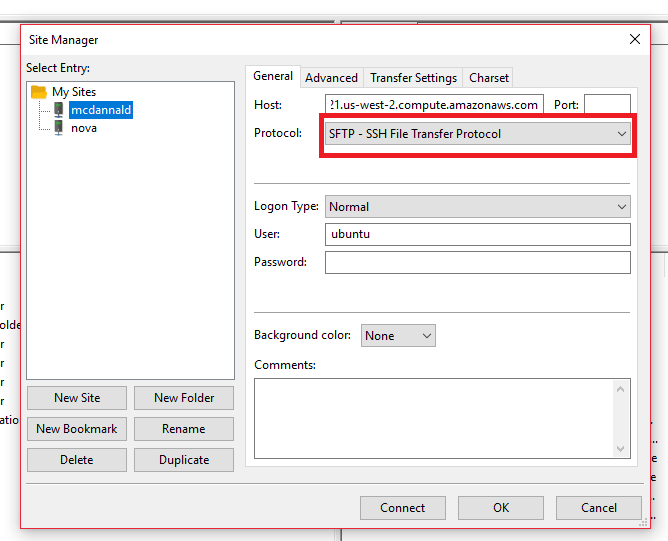 Site Manager
Select Entry:
My Sites
mcdannald
nova
New Site
New Folder
New Bookmark
Rename
Delete
Duplicate
General
Advanced
Transfer Settings
Charset
Host:
21.us-west-2.compute.amazonaws.com
Port:
Protocol:
SFTP - SSH File Transfer Protocol
Logon Type:
Normal
User:
ubuntu
Password:
Background color:
None
Comments:
Connect
OK
Cancel